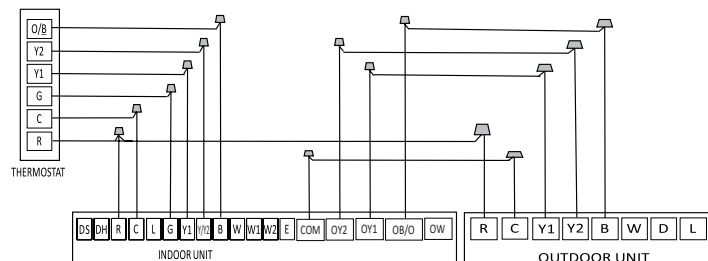 O/B
Y2
Y1
G
C
R
THERMOSTAT
DS DH R C L G Y1 Y/Y2 B W W1 W2 E COM OY2 OY1 OB/O OW
INDOOR UNIT
R C Y1 Y2 B W D L
OUTDOOR UNIT